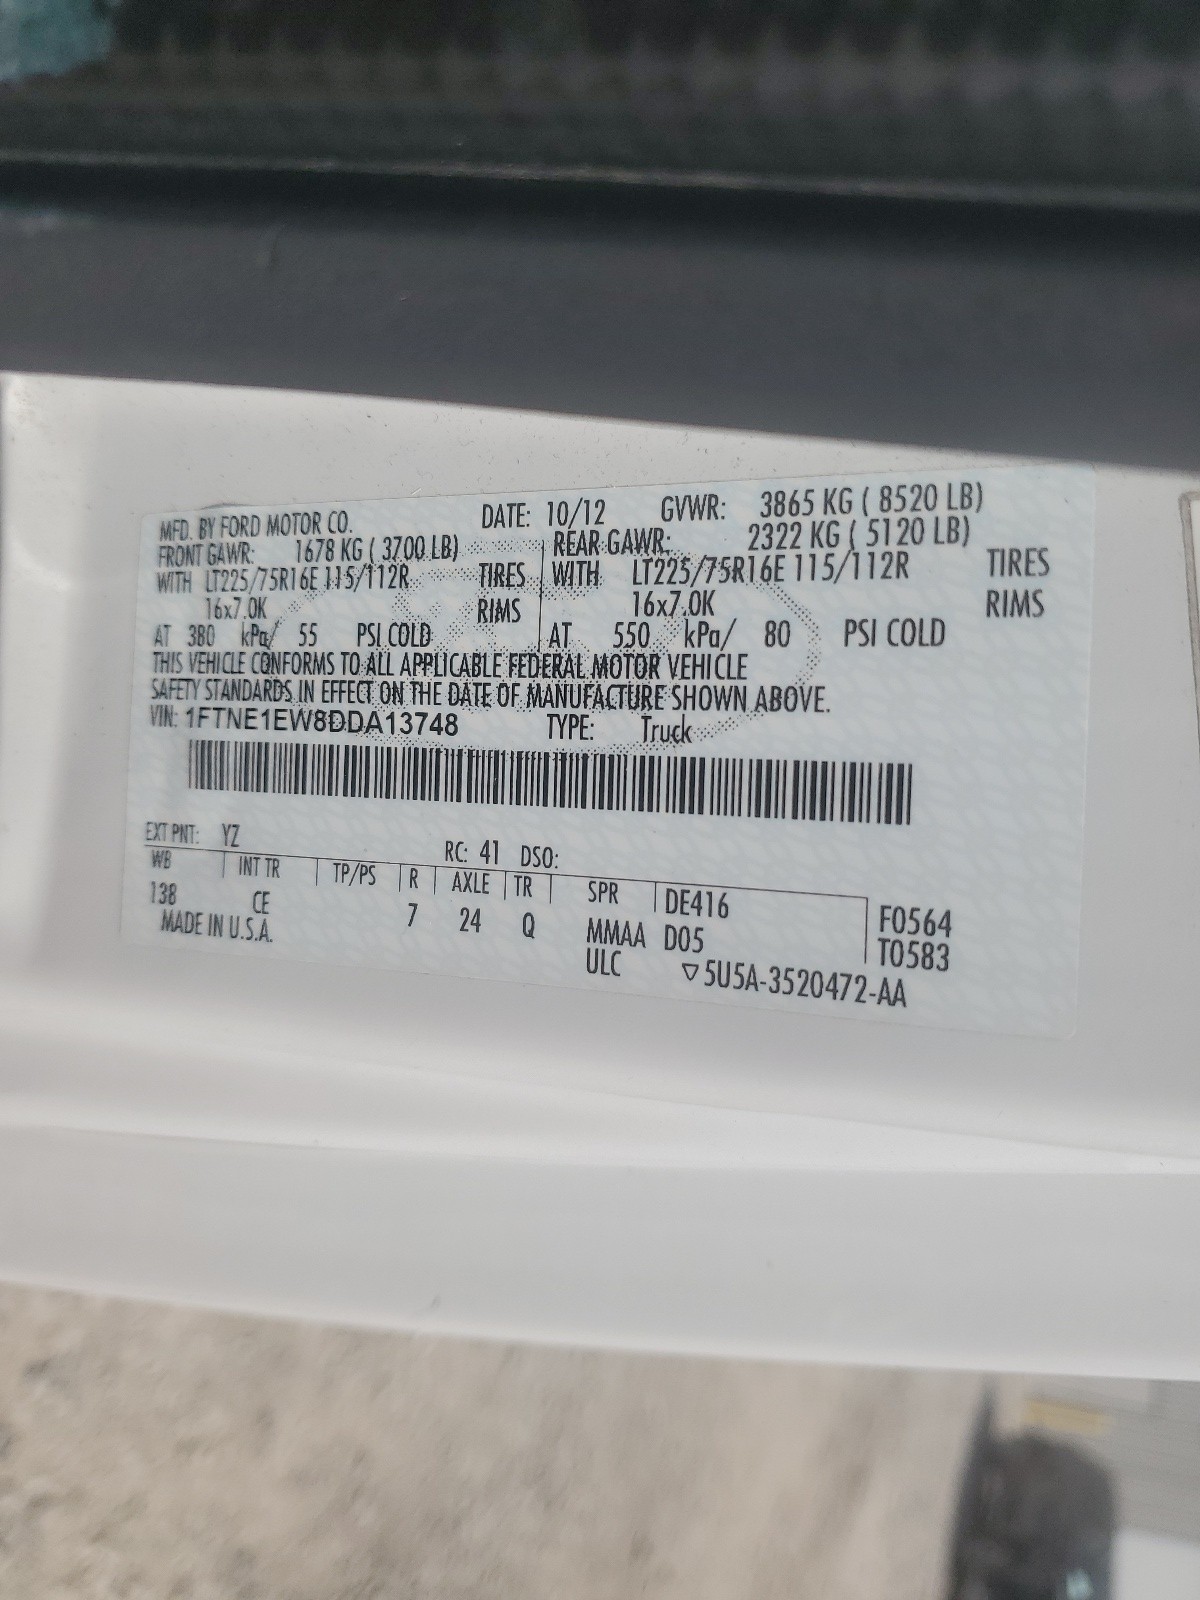 MFD. BY FORD MOTOR CO. DATE: 10/12 GVWR: 3865 KG ( 8520 LB)
FRONT GAWR: 1678 KG ( 3700 LB) REAR GAWR: 2322 KG ( 5120 LB)
WITH LT225/75R16E 115/112R TIRES WITH LT225/75R16E 115/112R TIRES
16x7.0K RIMS 16x7.0K RIMS
AT 380 kPa/ 55 PSI COLD AT 550 kPa/ 80 PSI COLD
THIS VEHICLE CONFORMS TO ALL APPLICABLE FEDERAL MOTOR VEHICLE
SAFETY STANDARDS IN EFFECT ON THE DATE OF MANUFACTURE SHOWN ABOVE.
VIN: 1FTNE1EW8DDA13748 TYPE: Truck
EXT PNT: YZ RC: 41 DSO:
WB INT TR TP/PS R AXLE TR SPR DE416 F0564
138 CE 7 24 Q MMAA D05 T0583
MADE IN U.S.A. ULC ▽5U5A-3520472-AA